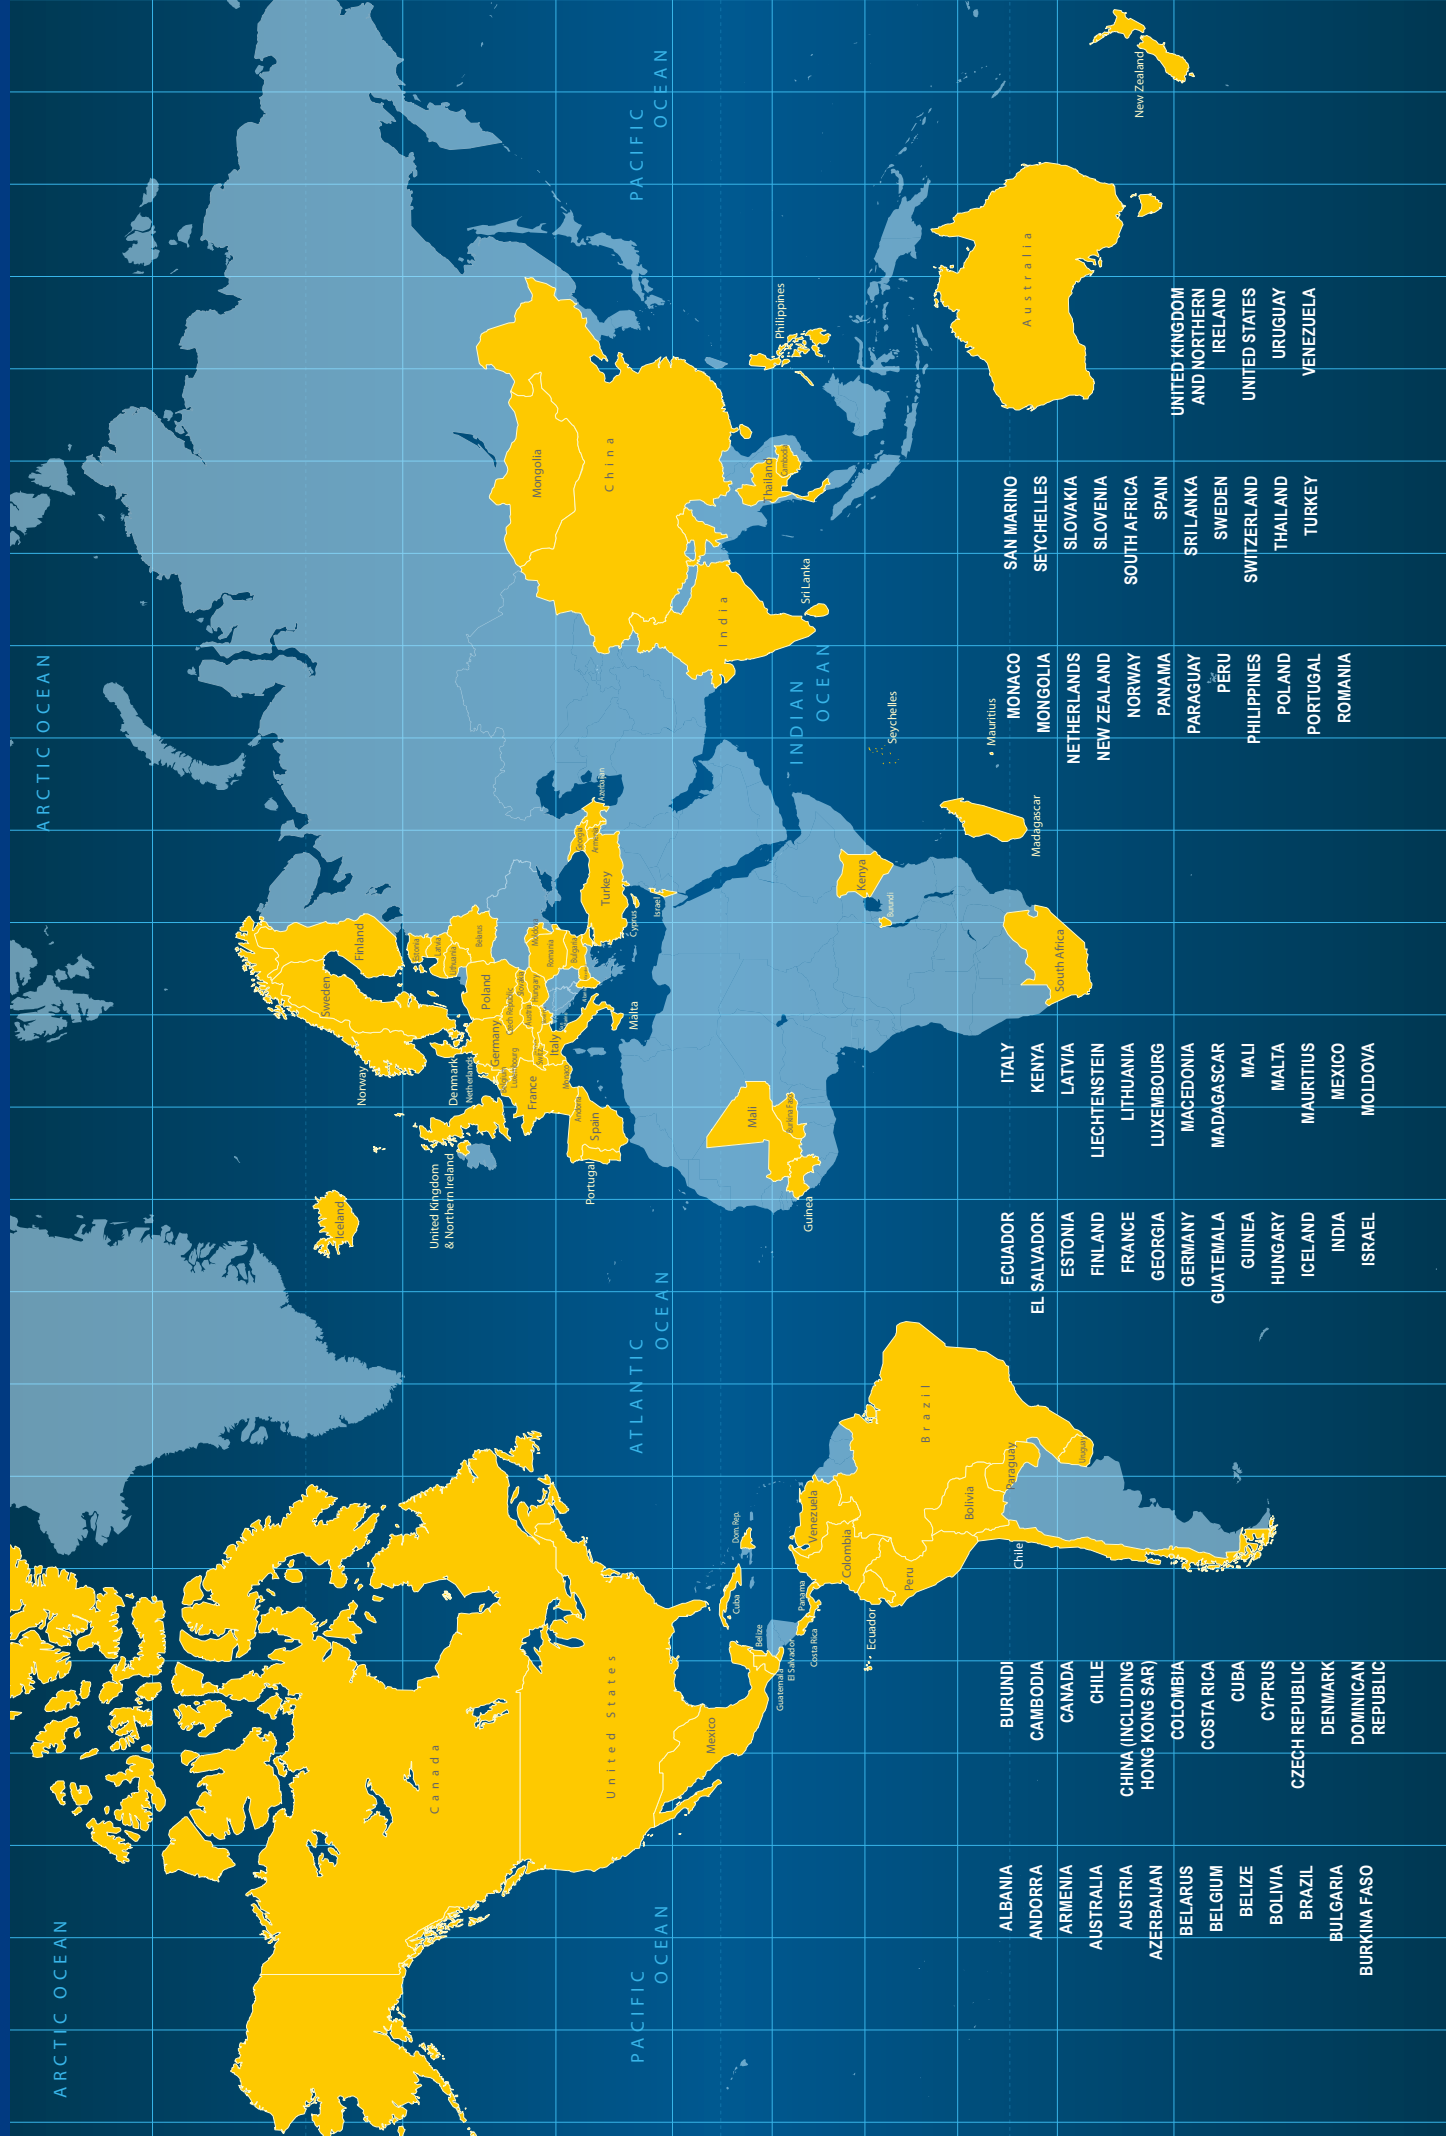 ARCTIC OCEAN
ARCTIC OCEAN
PACIFIC
OCEAN
ATLANTIC
OCEAN
INDIAN
OCEAN
PACIFIC
OCEAN
Canada
United States
Mexico
Guatemala
Belize
El Salvador
Costa Rica
Panama
Cuba
Dom. Rep.
Ecuador
Colombia
Venezuela
Peru
Brazil
Bolivia
Paraguay
Chile
Uruguay
Iceland
Norway
Sweden
Finland
United Kingdom
& Northern Ireland
Denmark
Netherlands
Belgium
Luxembourg
Germany
Poland
Estonia
Latvia
Lithuania
Belarus
Czech Republic
Slovakia
Austria
Hungary
Moldova
Romania
Bulgaria
France
Monaco
Italy
Andorra
Spain
Portugal
Malta
Turkey
Georgia
Armenia
Azerbaijan
Cyprus
Israel
Mali
Burkina Faso
Guinea
Kenya
Burundi
South Africa
Madagascar
Mauritius
Seychelles
Mongolia
China
India
Sri Lanka
Thailand
Cambodia
Philippines
Australia
New Zealand
ALBANIA
ANDORRA
ARMENIA
AUSTRALIA
AUSTRIA
AZERBAIJAN
BELARUS
BELGIUM
BELIZE
BOLIVIA
BRAZIL
BULGARIA
BURKINA FASO
BURUNDI
CAMBODIA
CANADA
CHILE
CHINA (INCLUDING
HONG KONG SAR)
COLOMBIA
COSTA RICA
CUBA
CYPRUS
CZECH REPUBLIC
DENMARK
DOMINICAN
REPUBLIC
ECUADOR
EL SALVADOR
ESTONIA
FINLAND
FRANCE
GEORGIA
GERMANY
GUATEMALA
GUINEA
HUNGARY
ICELAND
INDIA
ISRAEL
ITALY
KENYA
LATVIA
LIECHTENSTEIN
LITHUANIA
LUXEMBOURG
MACEDONIA
MADAGASCAR
MALI
MALTA
MAURITIUS
MEXICO
MOLDOVA
MONACO
MONGOLIA
NETHERLANDS
NEW ZEALAND
NORWAY
PANAMA
PARAGUAY
PERU
PHILIPPINES
POLAND
PORTUGAL
ROMANIA
SAN MARINO
SEYCHELLES
SLOVAKIA
SLOVENIA
SOUTH AFRICA
SPAIN
SRI LANKA
SWEDEN
SWITZERLAND
THAILAND
TURKEY
UNITED KINGDOM
AND NORTHERN
IRELAND
UNITED STATES
URUGUAY
VENEZUELA